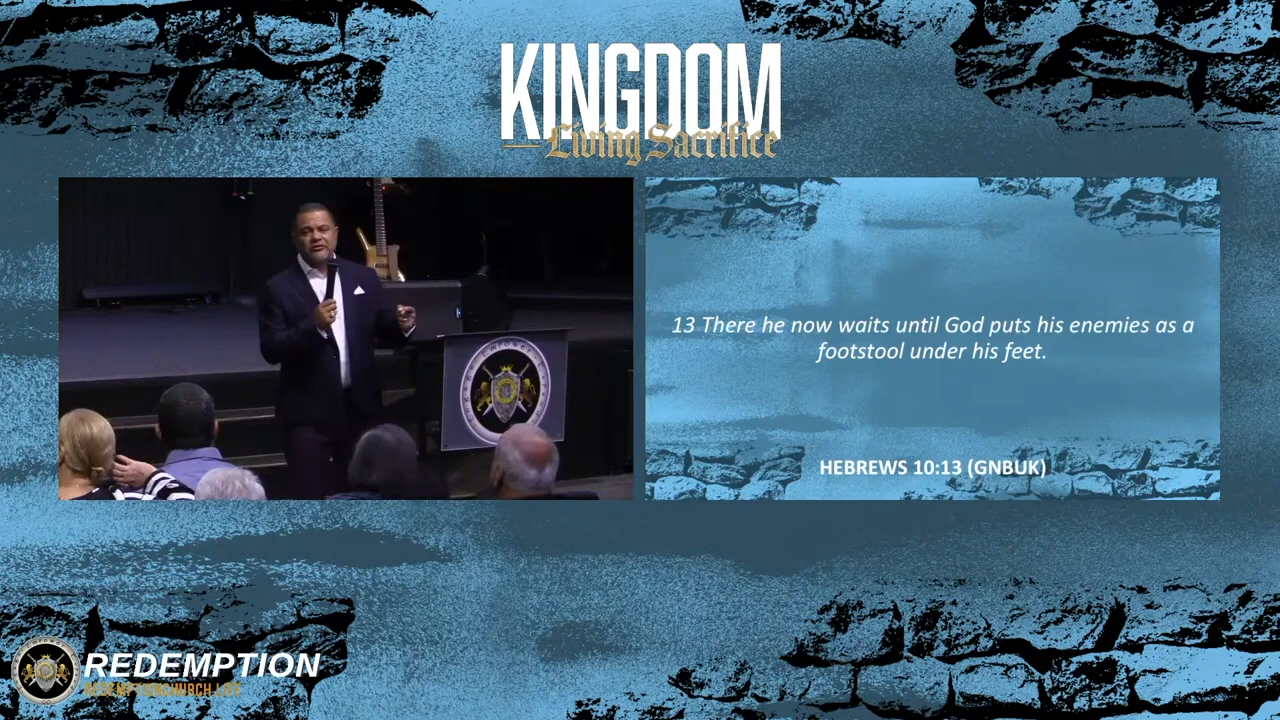 KINGDOM
Living Sacrifice
13 There he now waits until God puts his enemies as a
footstool under his feet.
HEBREWS 10:13 (GNBUK)
REDEMPTION